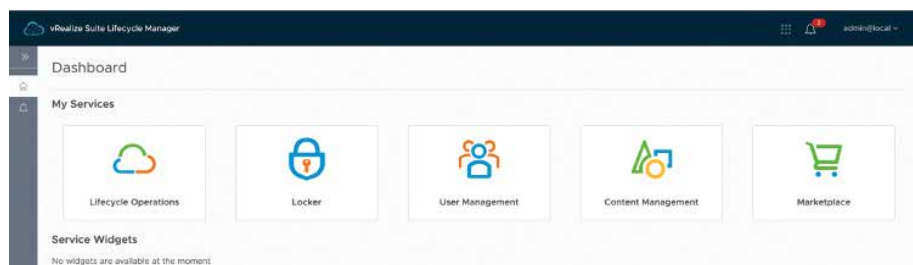 vRealize Suite Lifecycle Manager
admin@local
Dashboard
My Services
Lifecycle Operations
Locker
User Management
Content Management
Marketplace
Service Widgets
No widgets are available at the moment